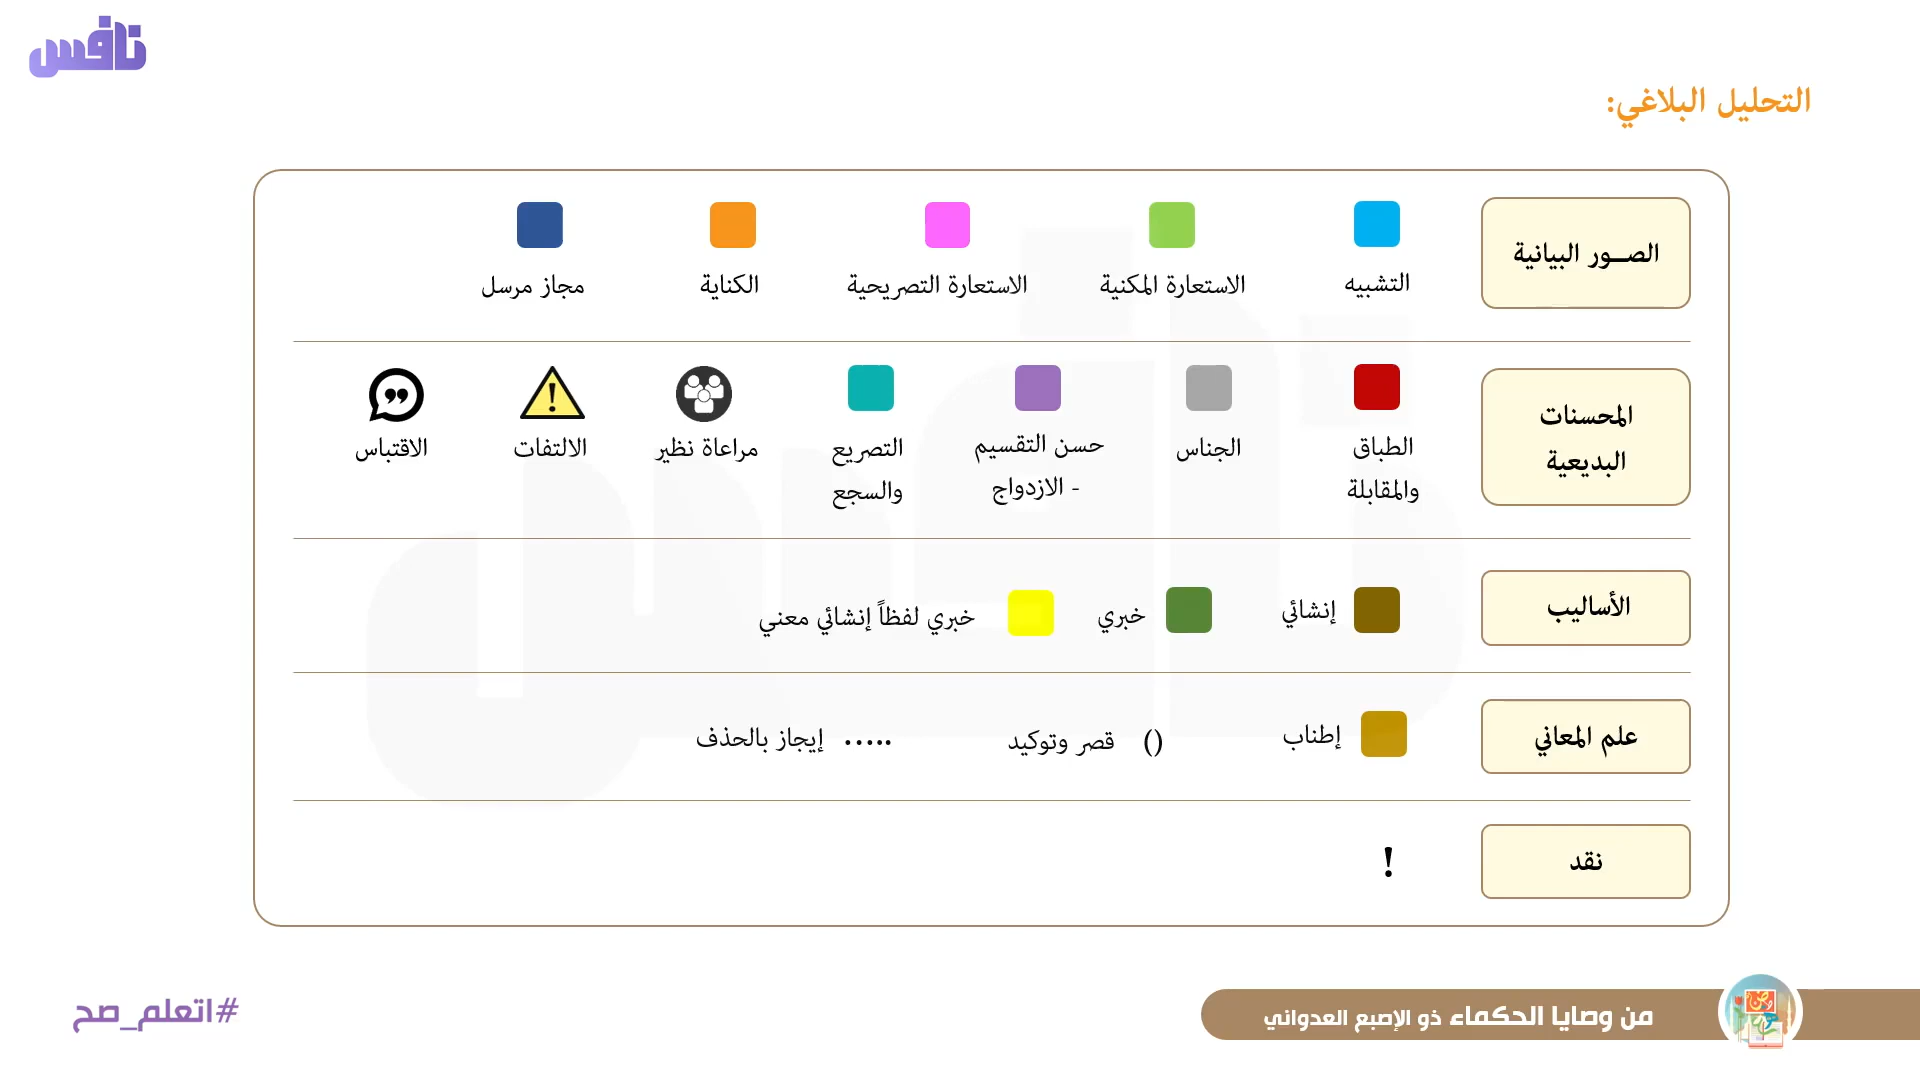 نافس
التحليل البلاغي:
الصـور البيانية
التشبيه
الاستعارة المكنية
الاستعارة التصريحية
الكناية
مجاز مرسل
المحسنات
البديعية
الطباق
والمقابلة
الجناس
حسن التقسيم
- الازدواج
التصريع
والسجع
مراعاة نظير
الالتفات
الاقتباس
الأساليب
إنشائي
خبري
خبري لفظاً إنشائي معني
علم المعاني
إطناب
() قصر وتوكيد
..... إيجاز بالحذف
نقد
!
من وصايا الحكماء ذو الإصبع العدواني
#اتعلم_صح